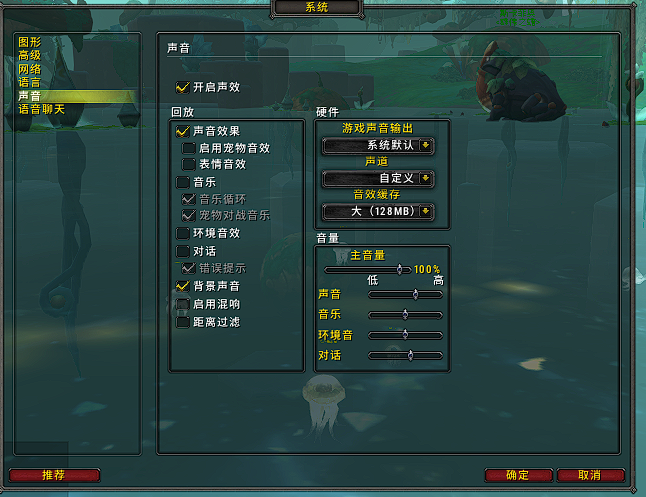 系统
图形
高级
网络
语言
声音
语音聊天
声音
开启声效
回放
声音效果
启用宠物音效
表情音效
音乐
音乐循环
宠物对战音乐
环境音效
对话
错误提示
背景声音
启用混响
距离过滤
硬件
游戏声音输出
系统默认
声道
自定义
音效缓存
大（128MB）
音量
主音量
100%
低 高
声音
音乐
环境音
对话
推荐
确定
取消